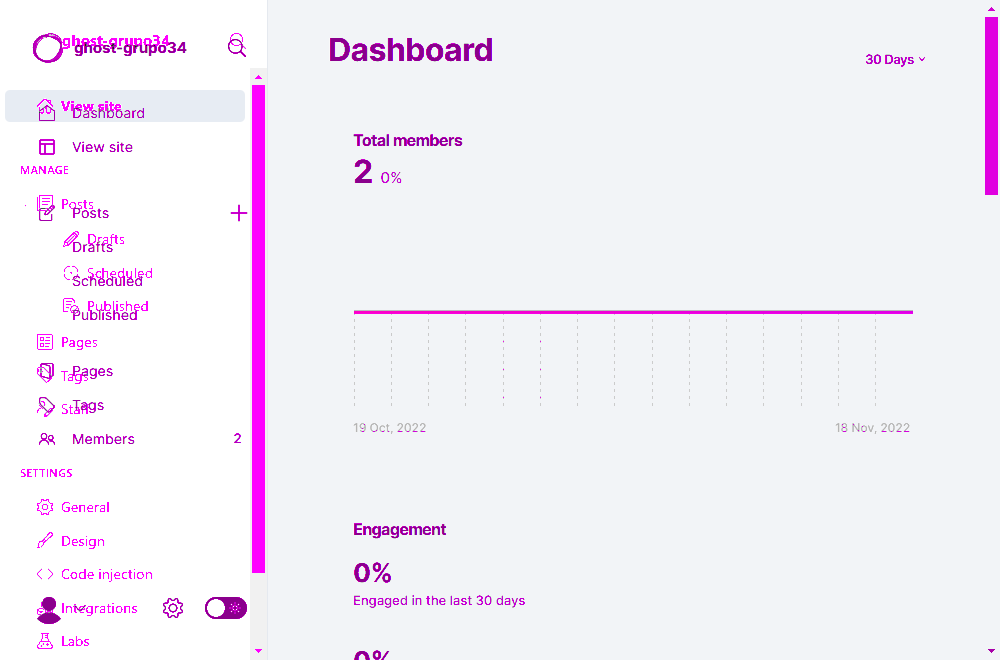 ghost-grupo34
ghost-grupo34
View site
Dashboard
View site
MANAGE
Posts
Posts
Drafts
Drafts
Scheduled
Scheduled
Published
Published
Pages
Pages
Tags
Tags
Staff
Members 2
SETTINGS
General
Design
Code injection
Integrations
Labs
Dashboard
30 Days
Total members
2 0%
19 Oct, 2022 18 Nov, 2022
Engagement
0%
Engaged in the last 30 days
0%